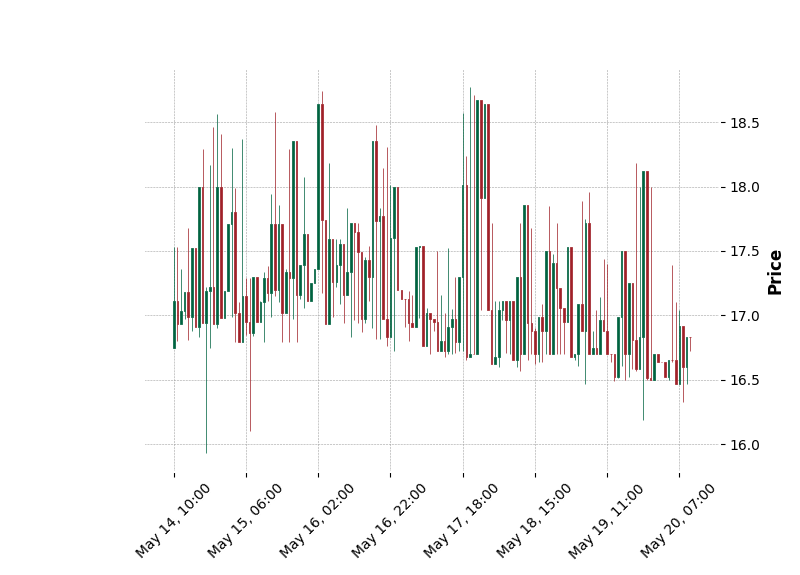 18.5
18.0
17.5
17.0
16.5
16.0
Price
May 14, 10:00
May 15, 06:00
May 16, 02:00
May 16, 22:00
May 17, 18:00
May 18, 15:00
May 19, 11:00
May 20, 07:00